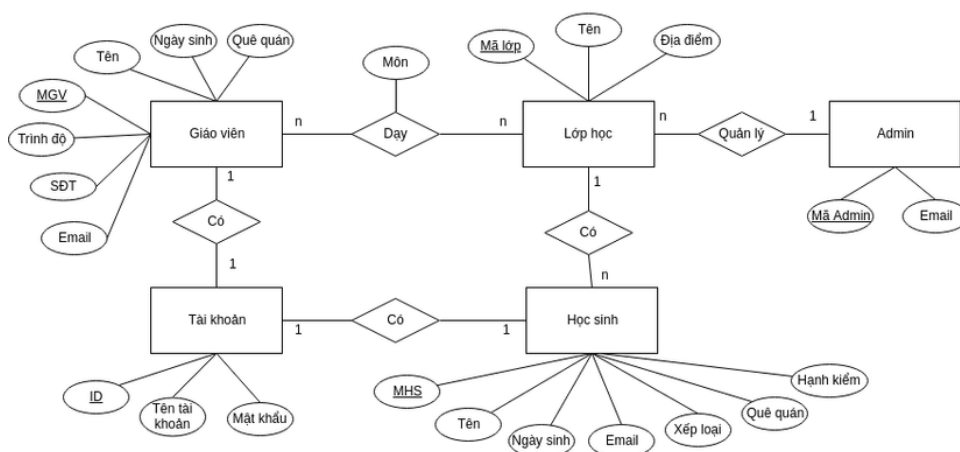 Ngày sinh
Quê quán
Tên
Tên
Mã lớp
Địa điểm
Môn
MGV
Trình độ
SĐT
Email
Giáo viên
n
Dạy
n
Lớp học
n
Quản lý
1
Admin
1
1
Có
Có
Mã Admin
Email
1
n
Tài khoản
1
Có
1
Học sinh
ID
Tên tài
khoản
Mật khẩu
MHS
Tên
Ngày sinh
Email
Xếp loại
Quê quán
Hạnh kiểm